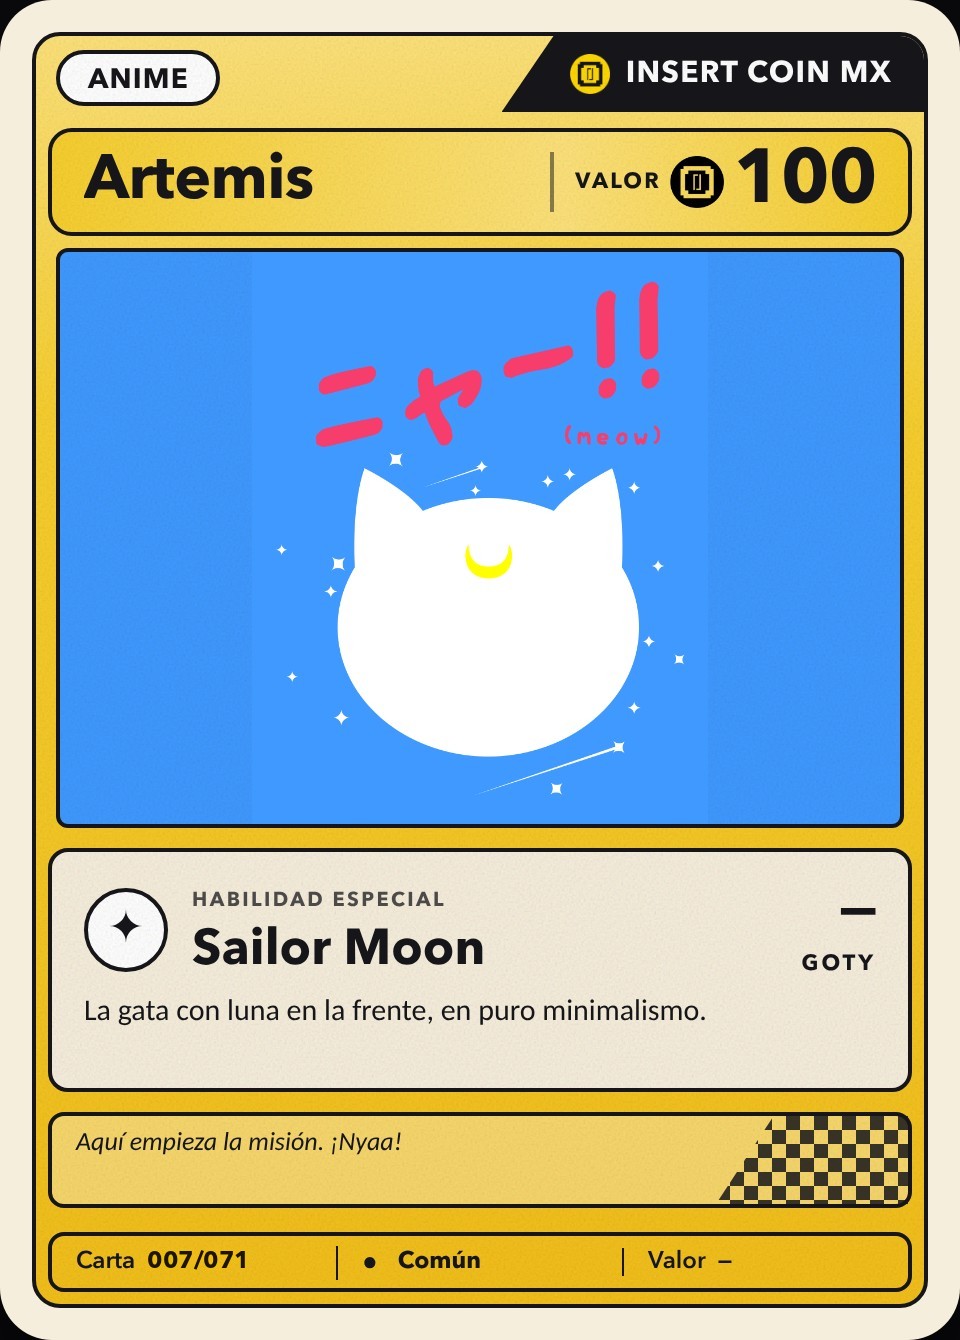 ANIME
INSERT COIN MX
Artemis
VALOR 100
ニャー!!
(meow)
HABILIDAD ESPECIAL
Sailor Moon
—
GOTY
La gata con luna en la frente, en puro minimalismo.
Aquí empieza la misión. ¡Nyaa!
Carta 007/071 • Común Valor –